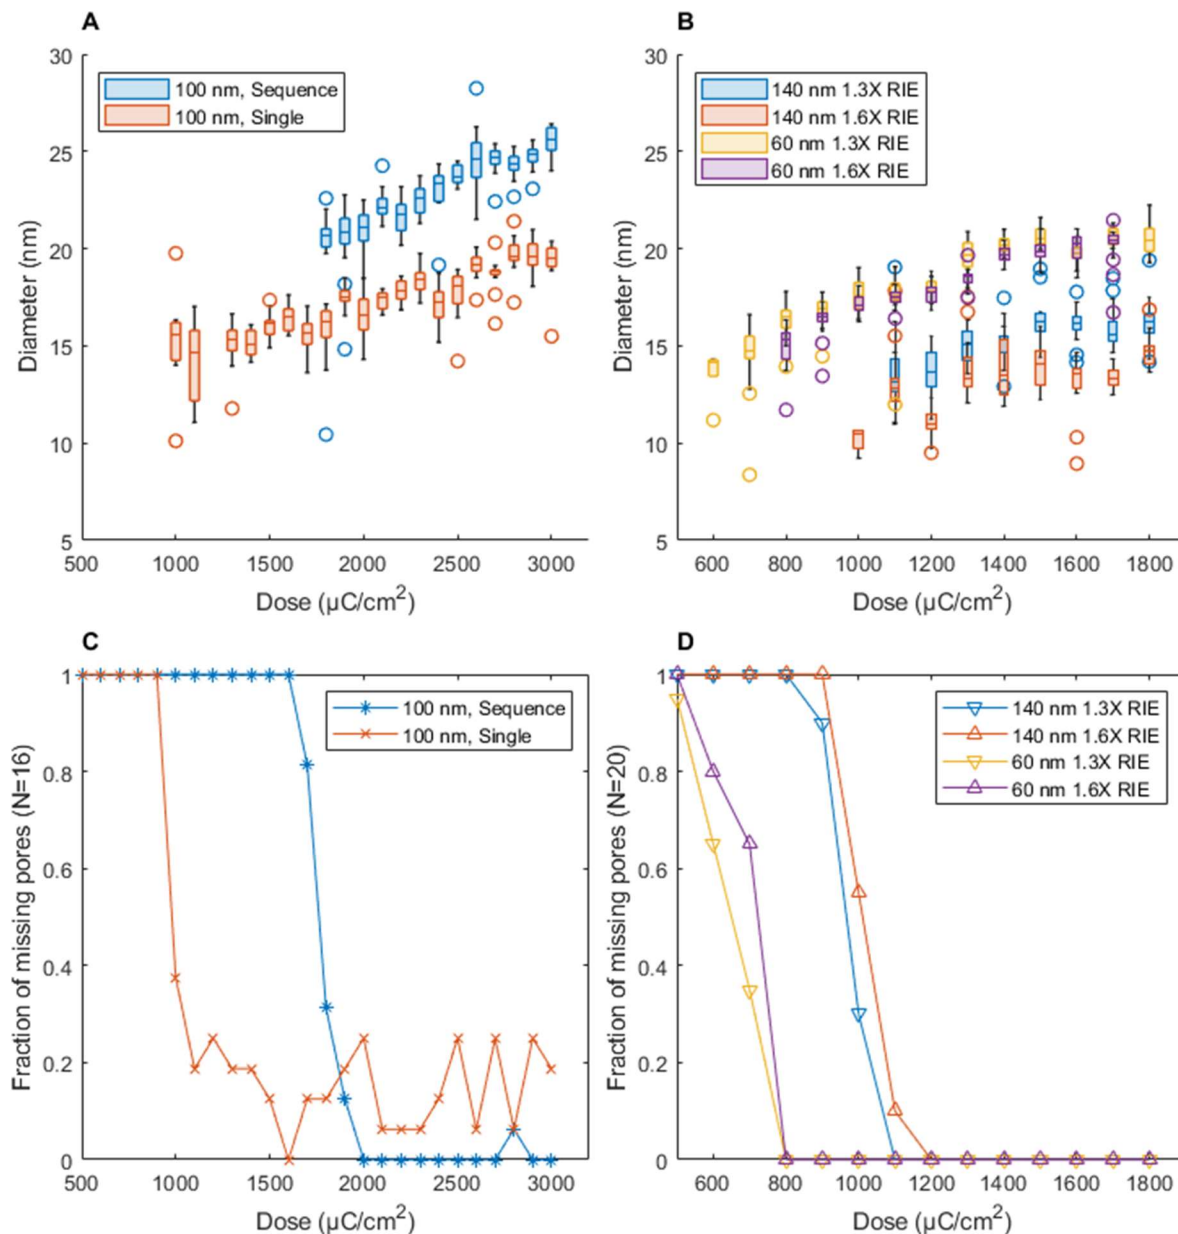 A
30
25
20
15
10
5
500
1000
1500
2000
2500
3000
Diameter (nm)
Dose (µC/cm²)
100 nm, Sequence
100 nm, Single
B
30
25
20
15
10
5
600
800
1000
1200
1400
1600
1800
Diameter (nm)
Dose (µC/cm²)
140 nm 1.3X RIE
140 nm 1.6X RIE
60 nm 1.3X RIE
60 nm 1.6X RIE
C
1
0.8
0.6
0.4
0.2
0
500
1000
1500
2000
2500
3000
Fraction of missing pores (N=16)
Dose (µC/cm²)
100 nm, Sequence
100 nm, Single
D
1
0.8
0.6
0.4
0.2
0
600
800
1000
1200
1400
1600
1800
Fraction of missing pores (N=20)
Dose (µC/cm²)
140 nm 1.3X RIE
140 nm 1.6X RIE
60 nm 1.3X RIE
60 nm 1.6X RIE